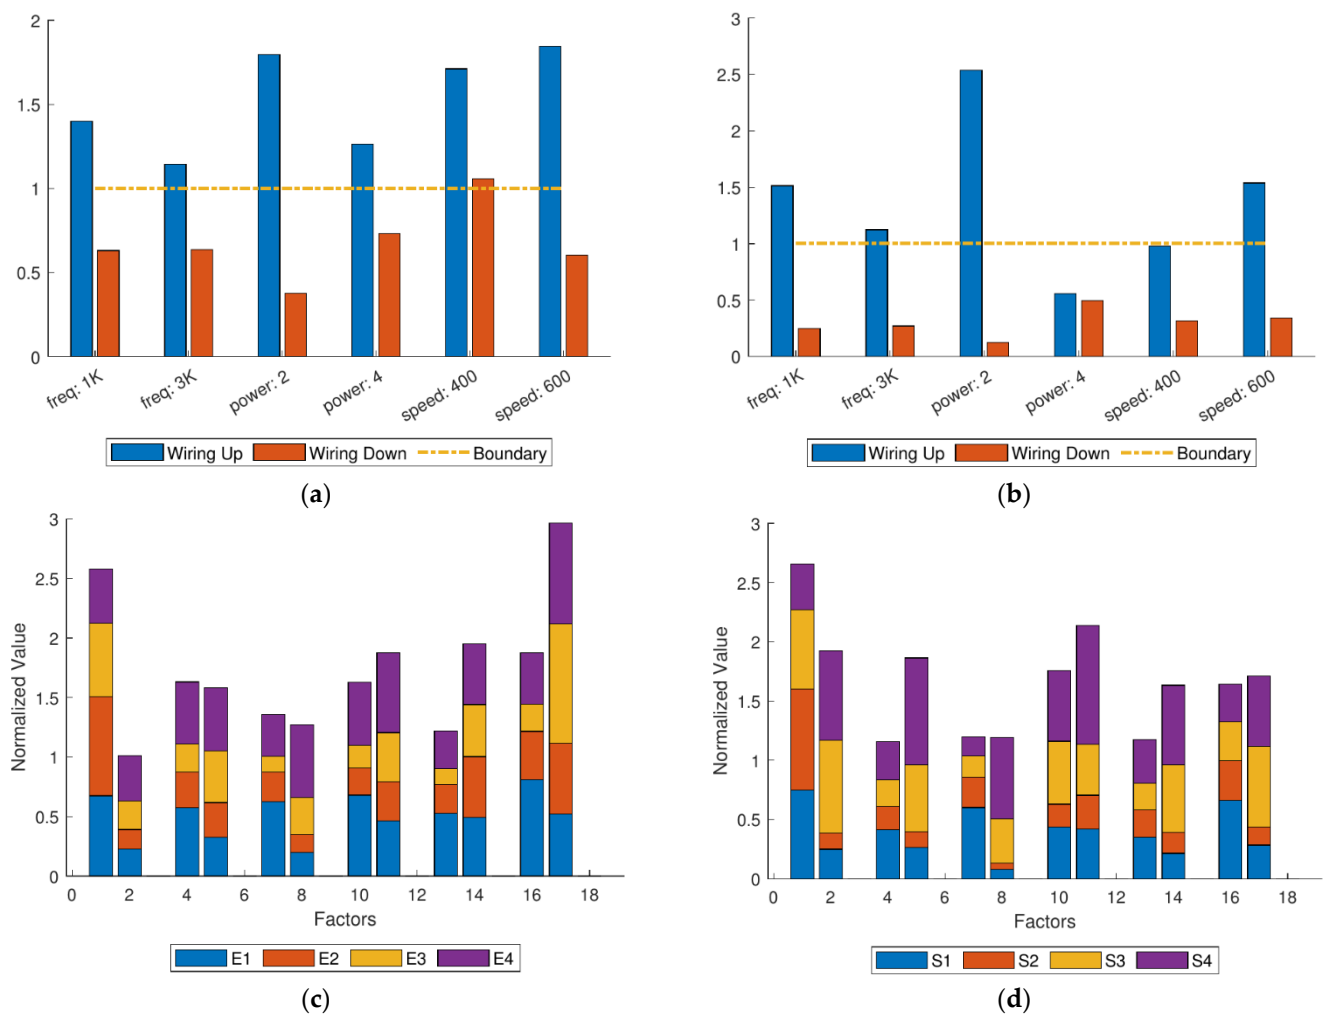 2
1.5
1
0.5
0
freq: 1K
freq: 3K
power: 2
power: 4
speed: 400
speed: 600
Wiring Up
Wiring Down
Boundary
(a)
3
2.5
2
1.5
1
0.5
0
freq: 1K
freq: 3K
power: 2
power: 4
speed: 400
speed: 600
Wiring Up
Wiring Down
Boundary
(b)
Normalized Value
3
2.5
2
1.5
1
0.5
0
0 2 4 6 8 10 12 14 16 18
Factors
E1 E2 E3 E4
(c)
Normalized Value
3
2.5
2
1.5
1
0.5
0
0 2 4 6 8 10 12 14 16 18
Factors
S1 S2 S3 S4
(d)